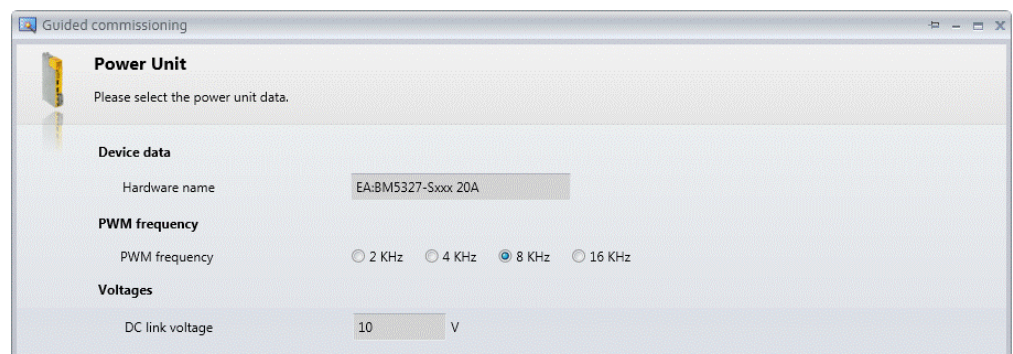 Guided commissioning
Power Unit
Please select the power unit data.
Device data
Hardware name EA:BM5327-Sxxx 20A
PWM frequency
PWM frequency 2 KHz 4 KHz 8 KHz 16 KHz
Voltages
DC link voltage 10 V